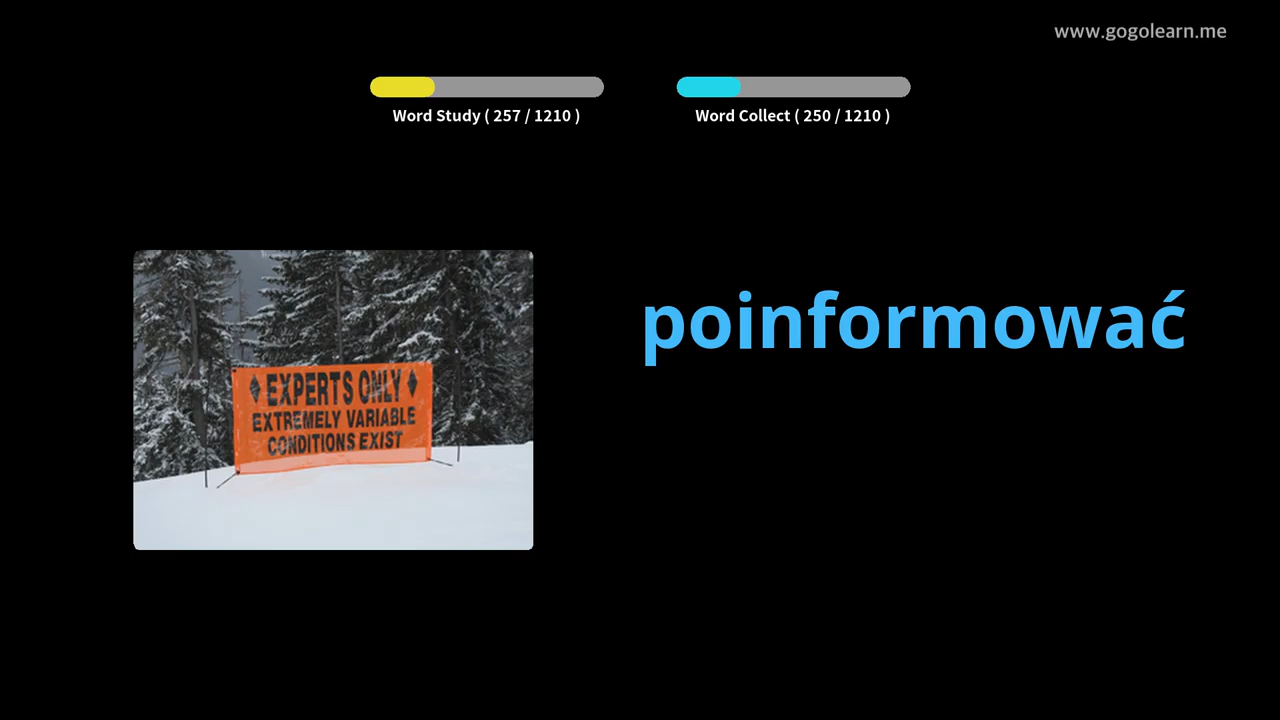 www.gogolearn.me
Word Study ( 257 / 1210 )
Word Collect ( 250 / 1210 )
poinformować
EXPERTS ONLY
EXTREMELY VARIABLE
CONDITIONS EXIST